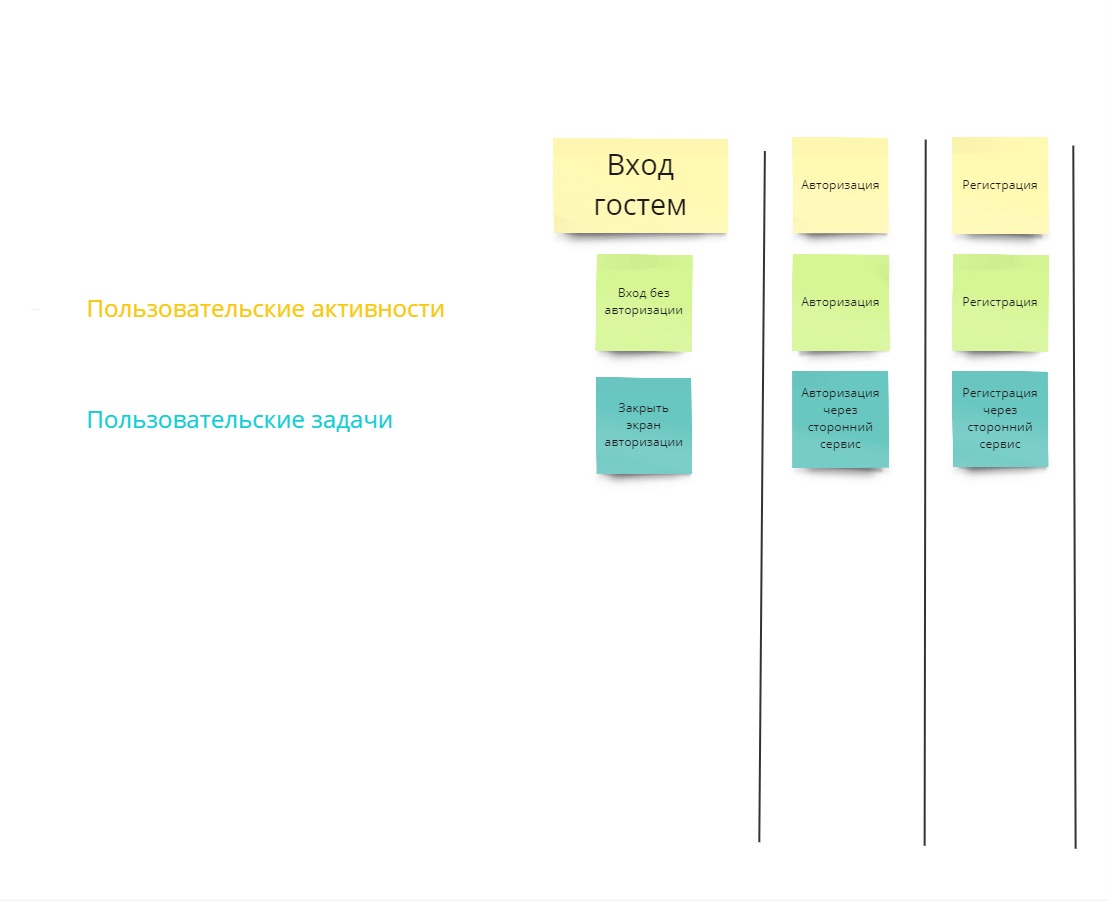 Вход
гостем
Авторизация
Регистрация
Пользовательские активности
Вход без
авторизации
Авторизация
Регистрация
Пользовательские задачи
Закрыть
экран
авторизации
Авторизация
через
сторонний
сервис
Регистрация
через
сторонний
сервис